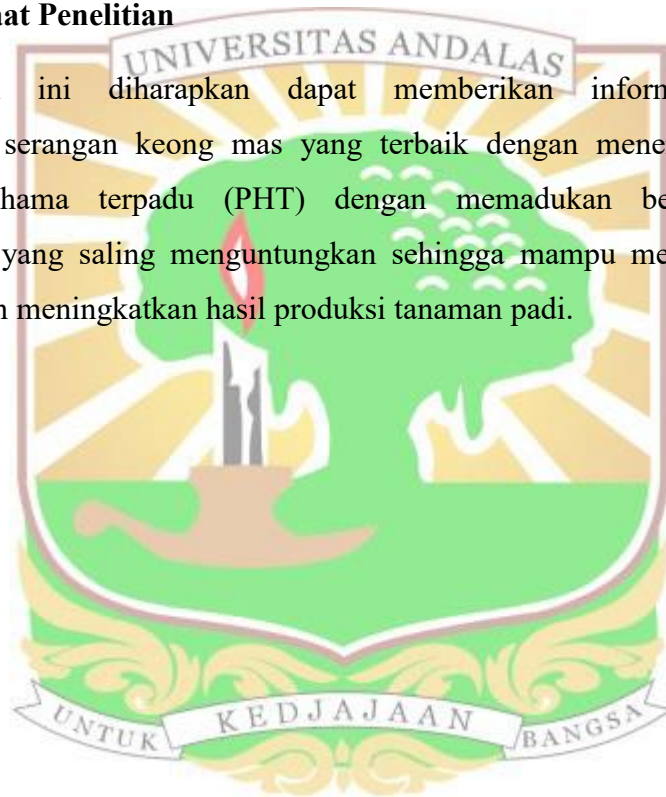 aat Penelitian
UNIVERSITAS ANDALAS
ini diharapkan dapat memberikan inform
serangan keong mas yang terbaik dengan mene
hama terpadu (PHT) dengan memadukan be
yang saling menguntungkan sehingga mampu me
n meningkatkan hasil produksi tanaman padi.
UNTUK KEDJAJAAN BANGSA